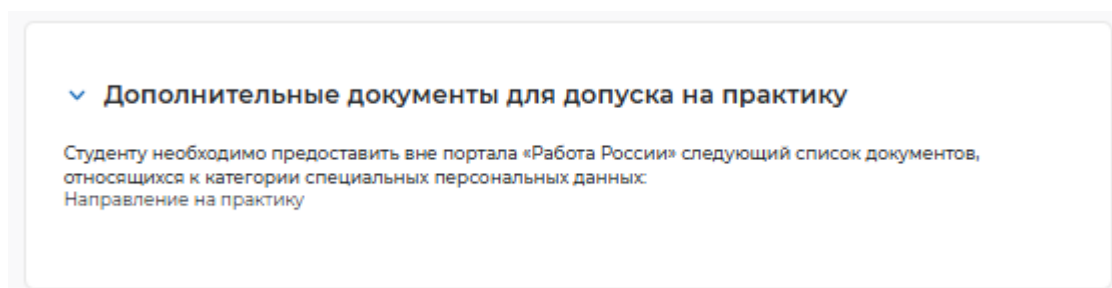 Дополнительные документы для допуска на практику
Студенту необходимо предоставить вне портала «Работа России» следующий список документов,
относящихся к категории специальных персональных данных:
Направление на практику